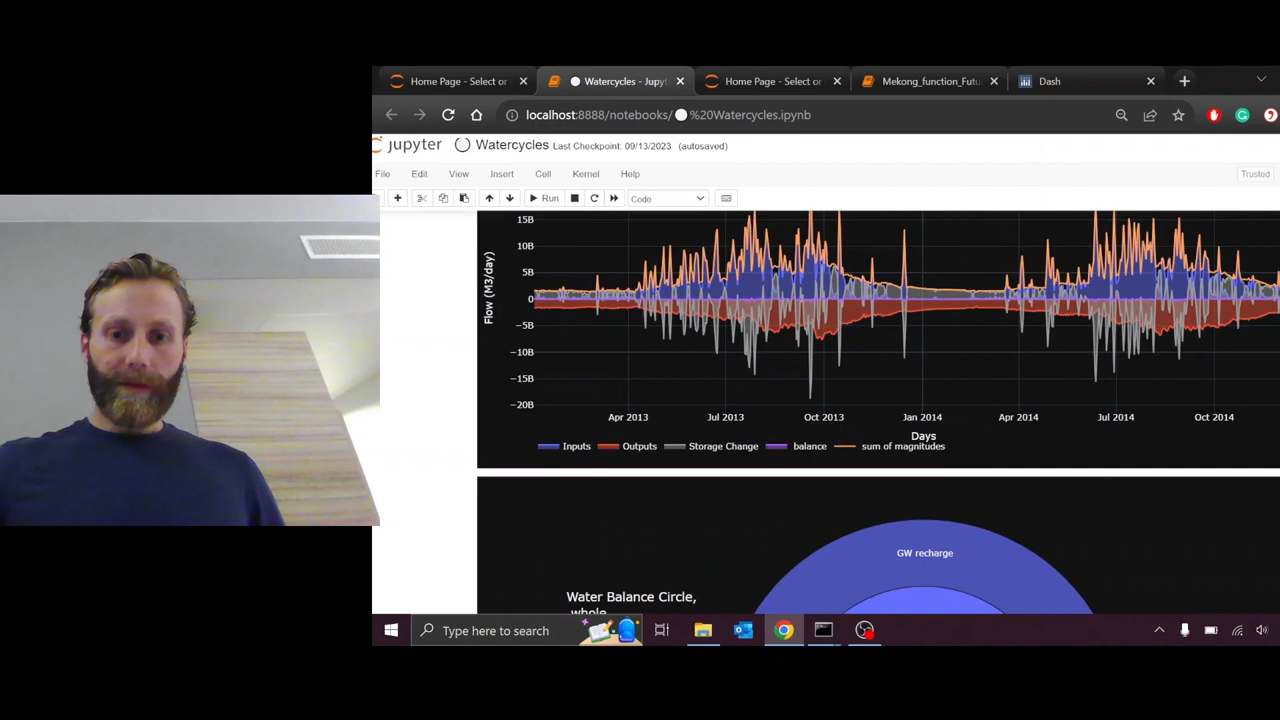 Home Page - Select or
Watercycles - Jupyt
Home Page - Select or
Mekong_function_Futu
Dash
localhost:8888/notebooks/ %20Watercycles.ipynb
jupyter Watercycles Last Checkpoint: 09/13/2023 (autosaved)
File Edit View Insert Cell Kernel Help
Trusted
Run
Code
15B
10B
5B
0
−5B
−10B
−15B
−20B
Flow (M3/day)
Apr 2013 Jul 2013 Oct 2013 Jan 2014 Apr 2014 Jul 2014 Oct 2014
Days
Inputs Outputs Storage Change balance sum of magnitudes
GW recharge
Water Balance Circle,
whole
Type here to search